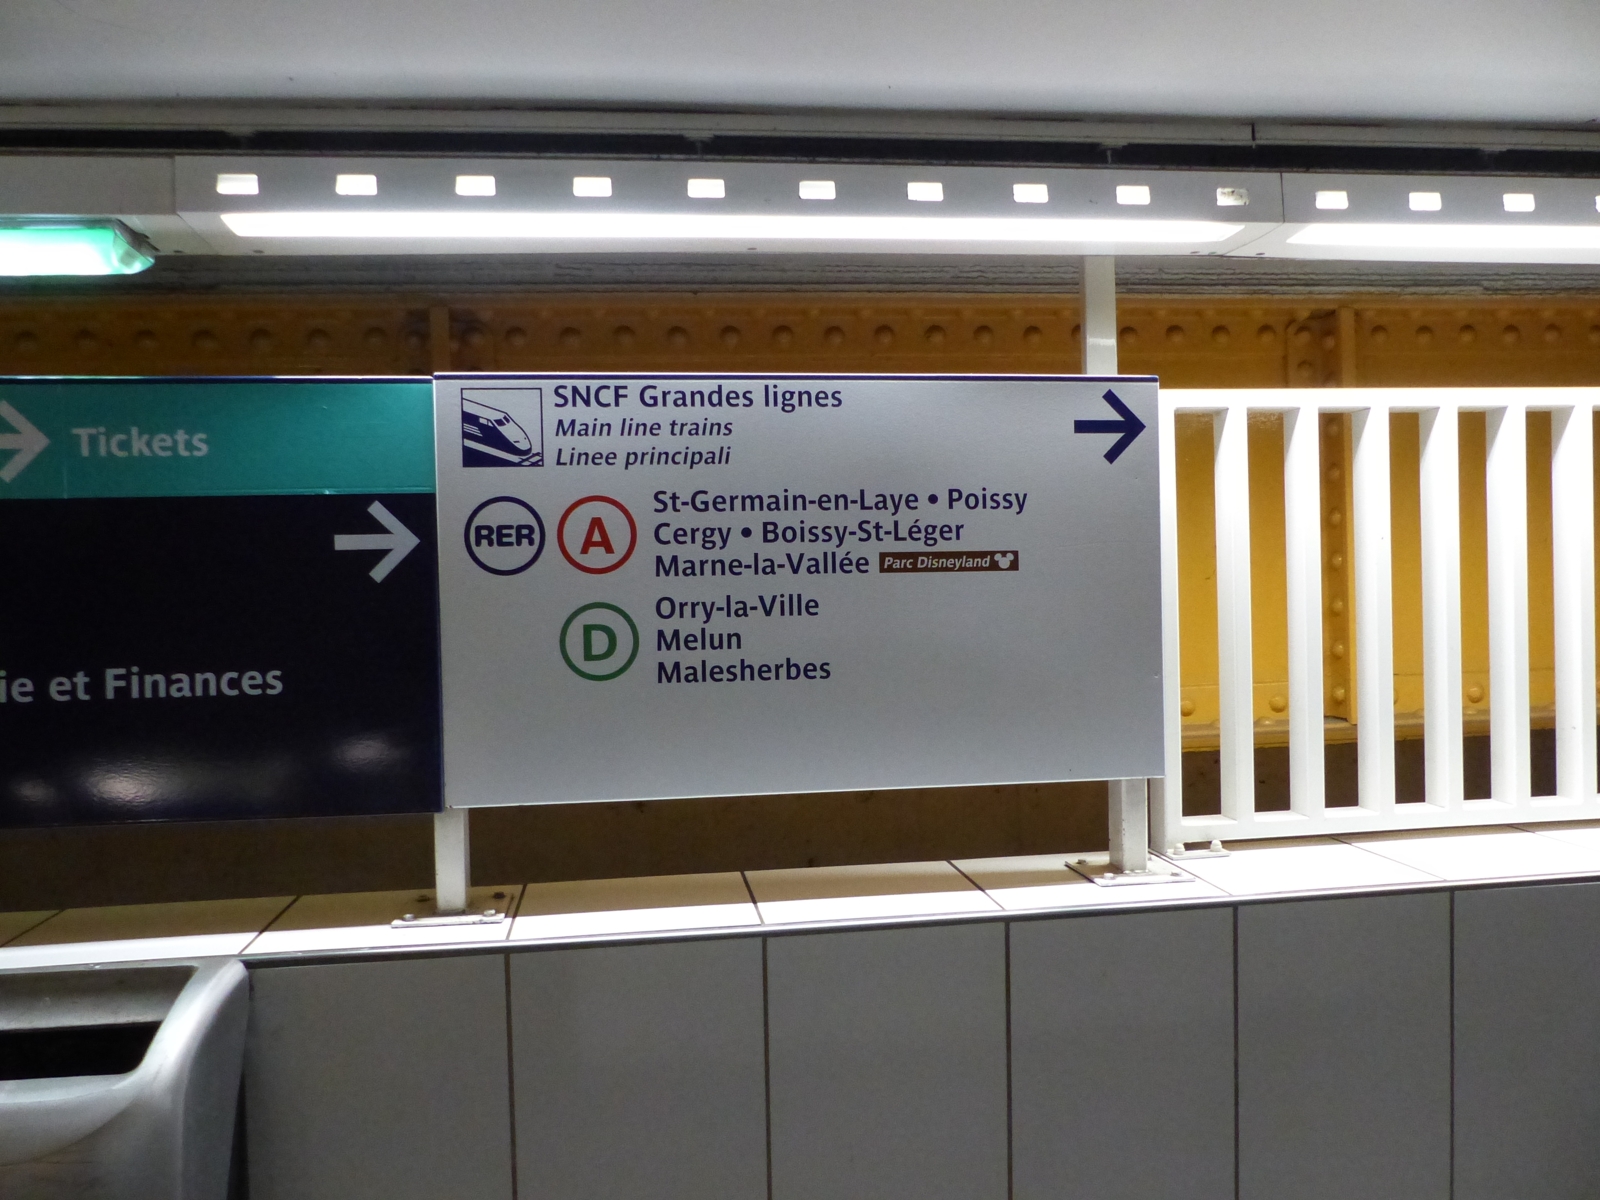 Tickets
ie et Finances
SNCF Grandes lignes
Main line trains
Linee principali
RER A St-Germain-en-Laye • Poissy
Cergy • Boissy-St-Léger
Marne-la-Vallée Parc Disneyland
D Orry-la-Ville
Melun
Malesherbes